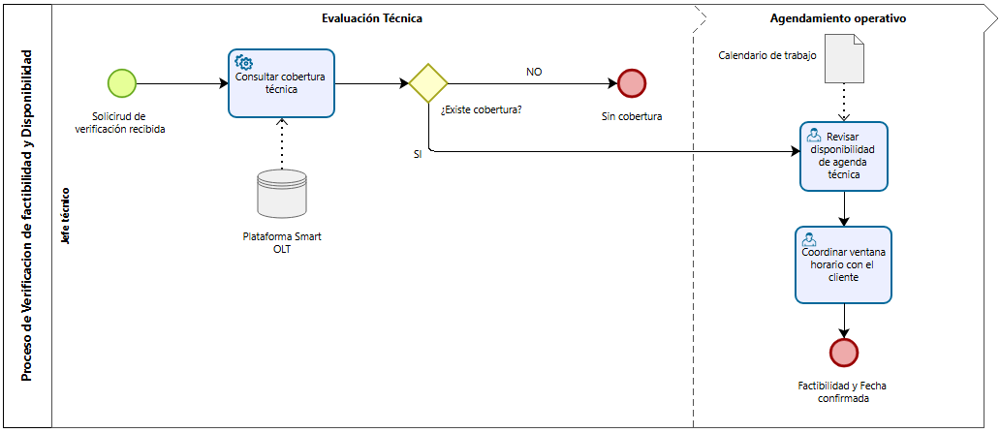 Proceso de Verificacion de factibilidad y Disponibilidad
Jefe técnico
Evaluación Técnica
Agendamiento operativo
Solicirud de
verificación recibida
Consultar cobertura
técnica
Plataforma Smart
OLT
¿Existe cobertura?
NO
Sin cobertura
SI
Calendario de trabajo
Revisar
disponibilidad
de agenda
técnica
Coordinar ventana
horario con el
cliente
Factibilidad y Fecha
confirmada